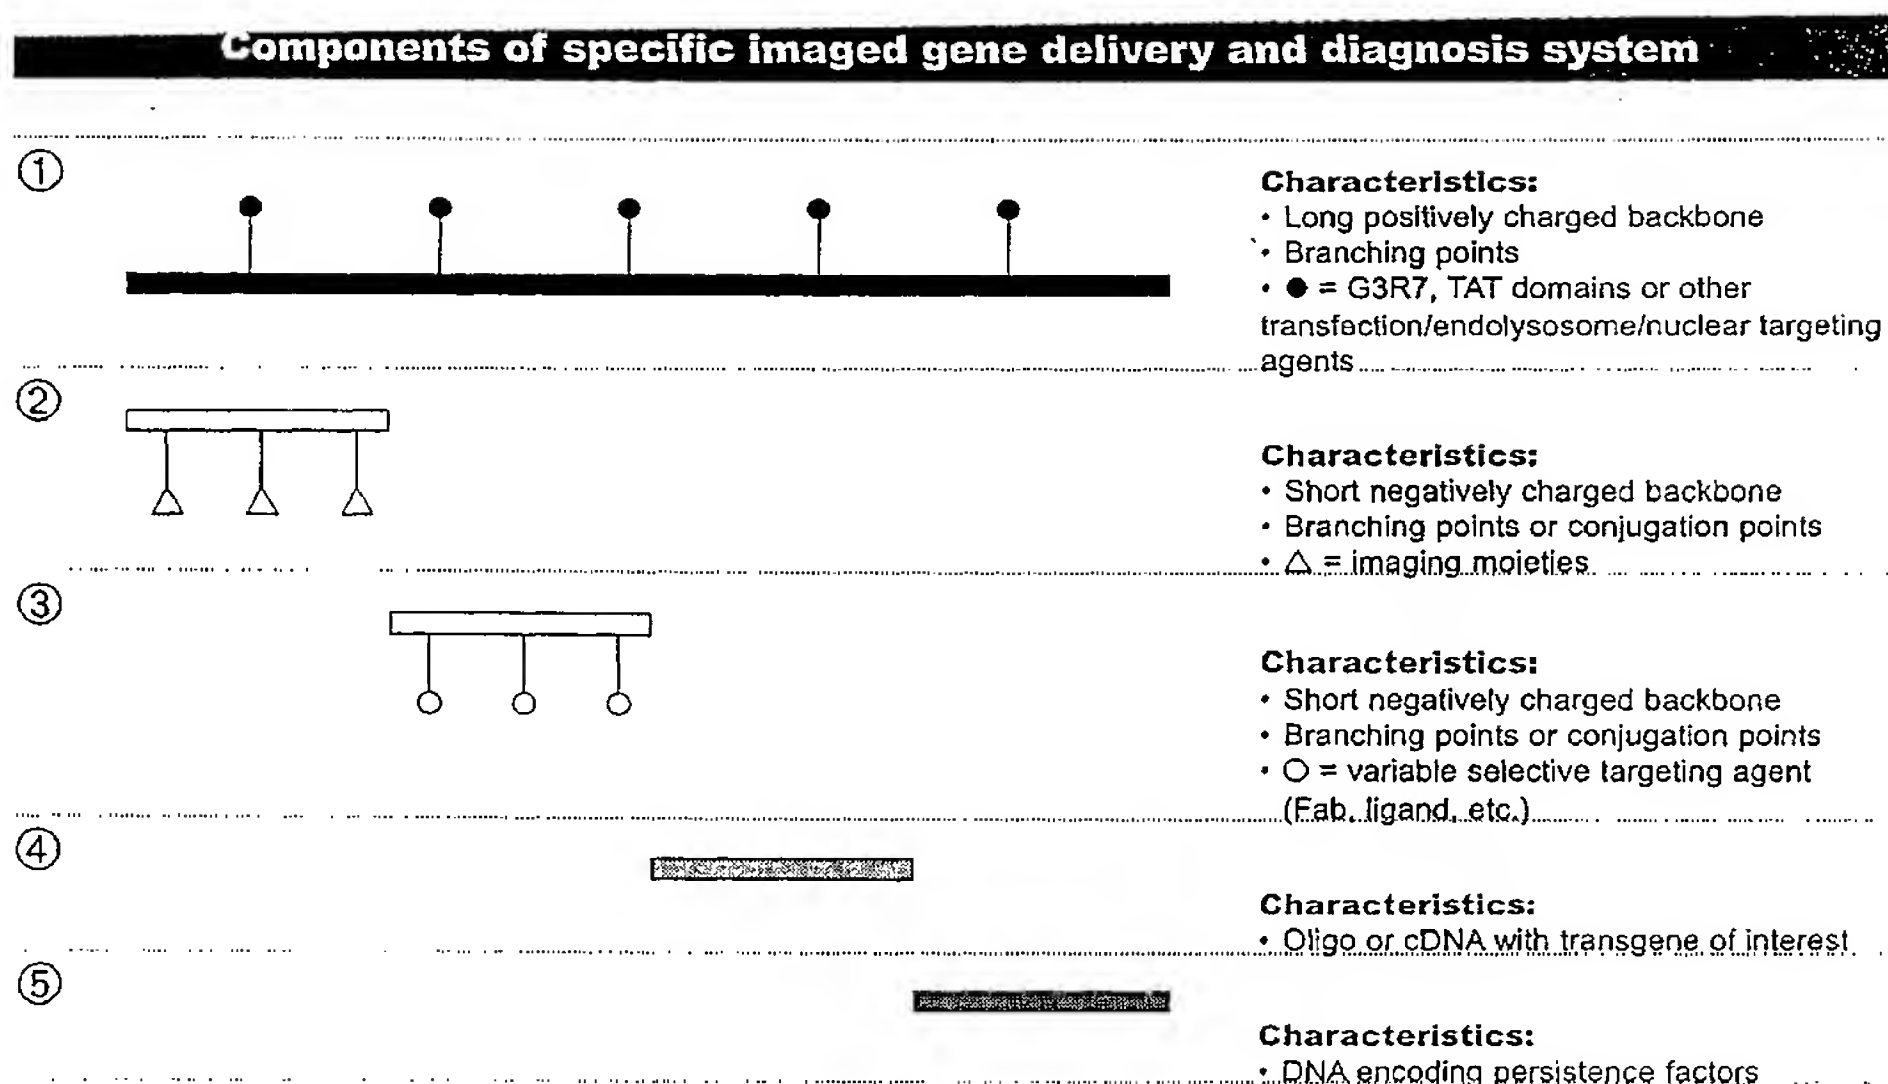 Components of specific imaged gene delivery and diagnosis system
①
Characteristics:
• Long positively charged backbone
• Branching points
• ● = G3R7, TAT domains or other
transfection/endolysosome/nuclear targeting
agents
②
Characteristics:
• Short negatively charged backbone
• Branching points or conjugation points
• △ = imaging moieties
③
Characteristics:
• Short negatively charged backbone
• Branching points or conjugation points
• ○ = variable selective targeting agent
(Fab, ligand, etc.)
④
Characteristics:
• Oligo or cDNA with transgene of interest
⑤
Characteristics:
• DNA encoding persistence factors